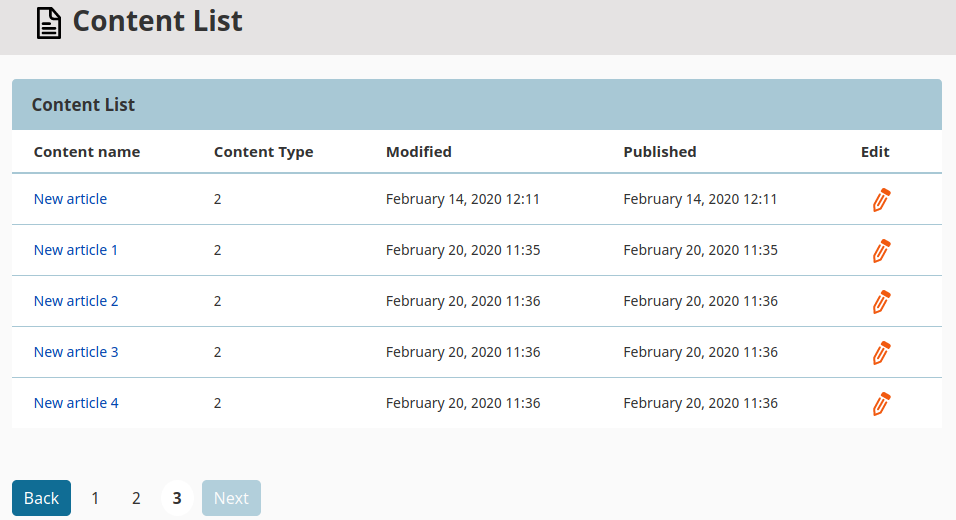 Content List
Content List
Content name Content Type Modified Published Edit
New article 2 February 14, 2020 12:11 February 14, 2020 12:11
New article 1 2 February 20, 2020 11:35 February 20, 2020 11:35
New article 2 2 February 20, 2020 11:36 February 20, 2020 11:36
New article 3 2 February 20, 2020 11:36 February 20, 2020 11:36
New article 4 2 February 20, 2020 11:36 February 20, 2020 11:36
Back 1 2 3 Next